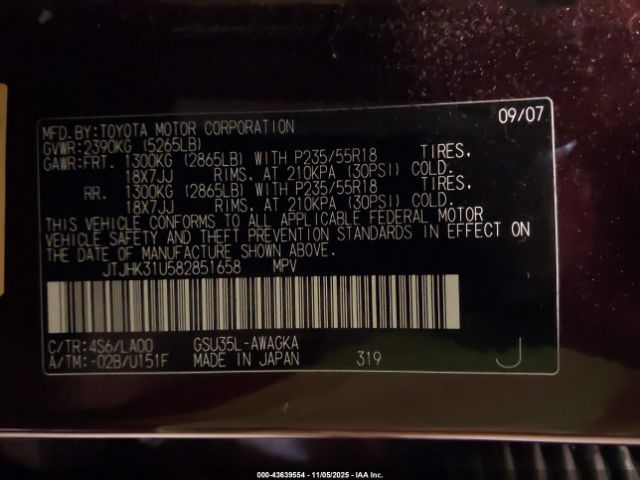 09/07
MFD.BY:TOYOTA MOTOR CORPORATION
GVWR:2390KG (5265LB)
GAWR:FRT. 1300KG (2865LB) WITH P235/55R18 TIRES,
18X7JJ RIMS. AT 210KPA (30PSI) COLD.
RR. 1300KG (2865LB) WITH P235/55R18 TIRES,
18X7JJ RIMS. AT 210KPA (30PSI) COLD.
THIS VEHICLE CONFORMS TO ALL APPLICABLE FEDERAL MOTOR
VEHICLE SAFETY AND THEFT PREVENTION STANDARDS IN EFFECT ON
THE DATE OF MANUFACTURE SHOWN ABOVE.
JTJHK31U582851658 MPV
C/TR:4S6/LA00 GSU35L-AWAGKA
A/TM:-02B/U151F MADE IN JAPAN 319 J
000-43639554 - 11/05/2025 - IAA Inc.